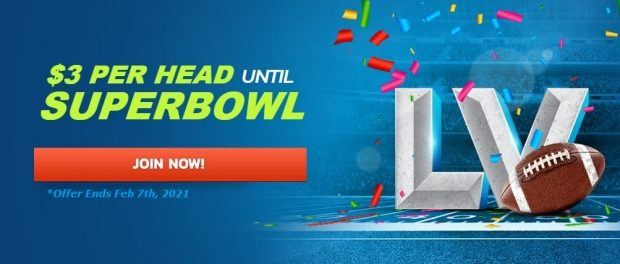 $3 PER HEAD UNTIL
SUPERBOWL
JOIN NOW!
*Offer Ends Feb 7th, 2021
LV